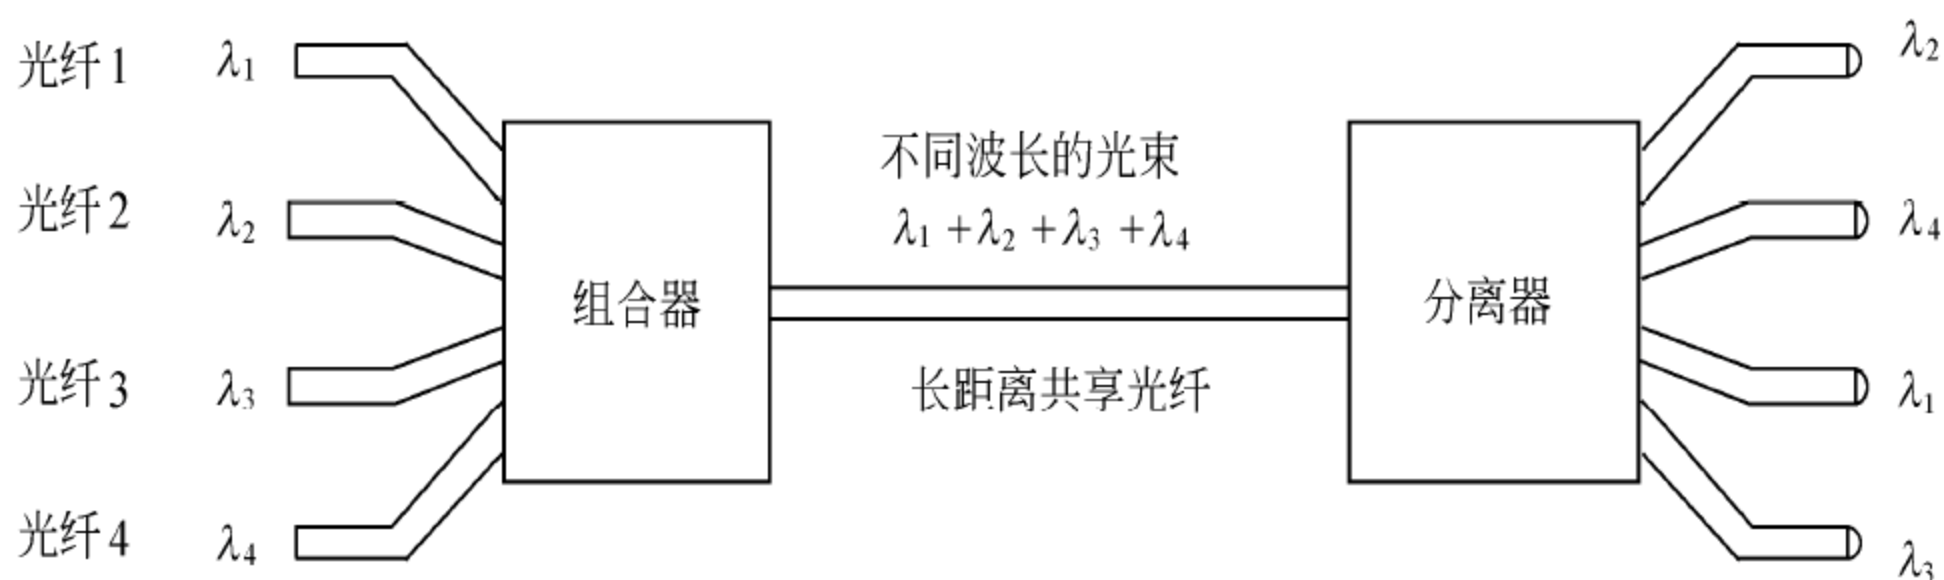 光纤1 λ1
光纤2 λ2
光纤3 λ3
光纤4 λ4
组合器
不同波长的光束
λ1 +λ2 +λ3 +λ4
长距离共享光纤
分离器
λ2
λ4
λ1
λ3